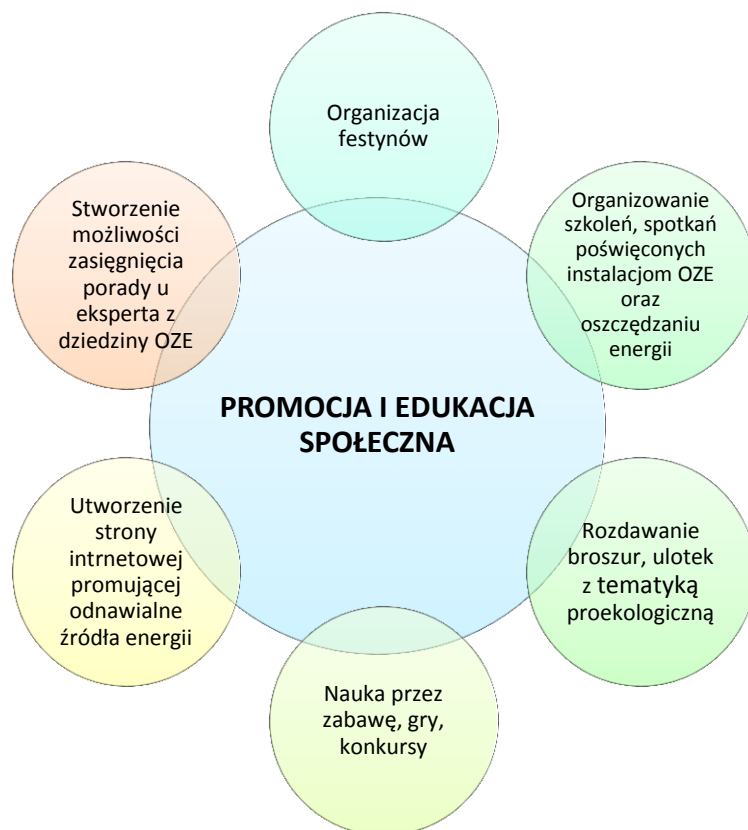 Organizacja
festynów
Organizowanie
szkoleń, spotkań
poświęconych
instalacjom OZE
oraz
oszczędzaniu
energii
Stworzenie
możliwości
zasięgnięcia
porady u
eksperta z
dziedziny OZE
PROMOCJA I EDUKACJA
SPOŁECZNA
Utworzenie
strony
intrnetowej
promującej
odnawialne
źródła energii
Rozdawanie
broszur, ulotek
z tematyką
proekologiczną
Nauka przez
zabawę, gry,
konkursy